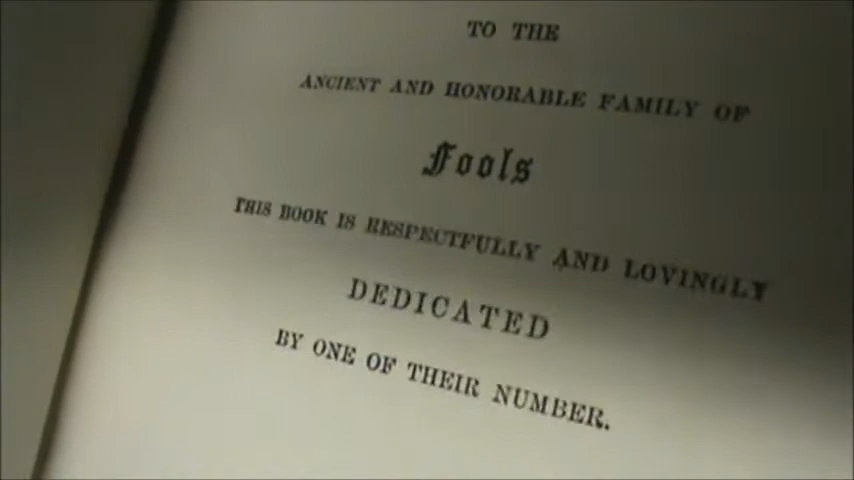 TO THE
ANCIENT AND HONORABLE FAMILY OF
Fools
THIS BOOK IS RESPECTFULLY AND LOVINGLY
DEDICATED
BY ONE OF THEIR NUMBER.